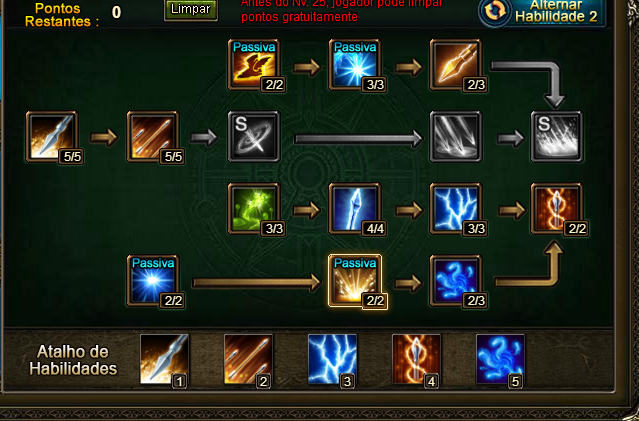 Pontos
Restantes :
0
Limpar
Antes do Nv. 25, jogador pode limpar
pontos gratuitamente
Alternar
Habilidade 2
Passiva
2/2
Passiva
3/3
2/3
5/5
5/5
S
S
3/3
4/4
3/3
2/2
Passiva
2/2
Passiva
2/2
2/3
Atalho de
Habilidades
1
2
3
4
5